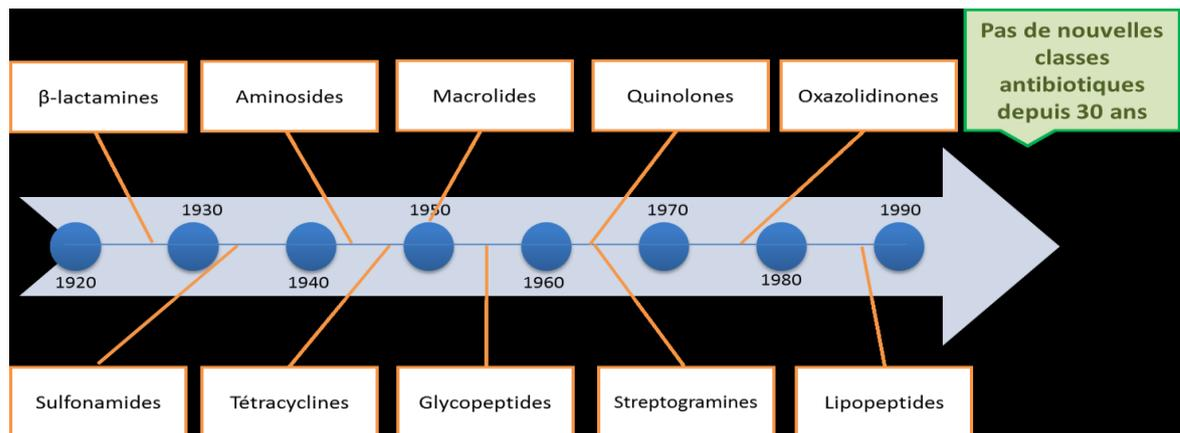 Pas de nouvelles
classes
antibiotiques
depuis 30 ans
β-lactamines
Aminosides
Macrolides
Quinolones
Oxazolidinones
1930
1950
1970
1990
1920
1940
1960
1980
Sulfonamides
Tétracyclines
Glycopeptides
Streptogramines
Lipopeptides